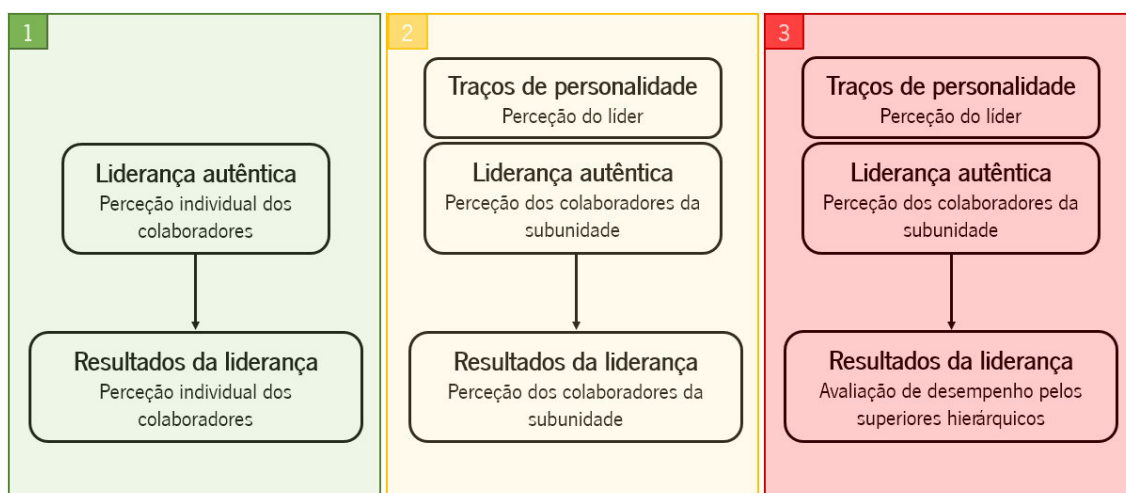 1
Liderança autêntica
Perceção individual dos
colaboradores
Resultados da liderança
Perceção individual dos
colaboradores
2
Traços de personalidade
Perceção do líder
Liderança autêntica
Perceção dos colaboradores da
subunidade
Resultados da liderança
Perceção dos colaboradores da
subunidade
3
Traços de personalidade
Perceção do líder
Liderança autêntica
Perceção dos colaboradores da
subunidade
Resultados da liderança
Avaliação de desempenho pelos
superiores hierárquicos